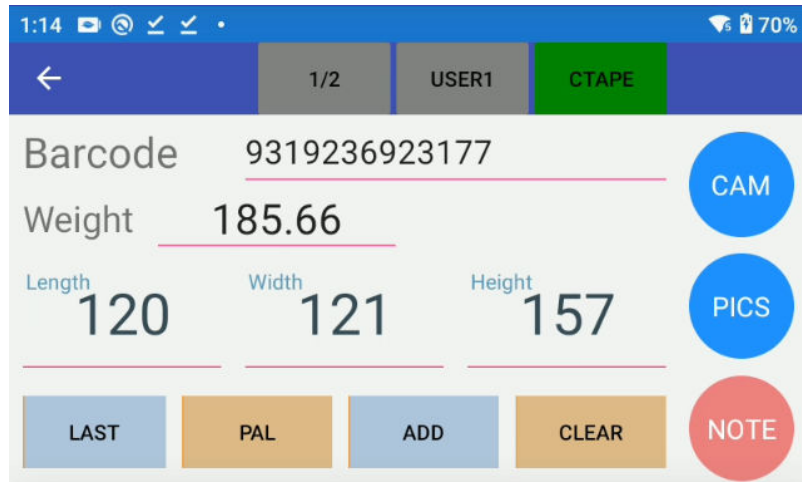 1:14 70%
1/2 USER1 CTAPE
Barcode 9319236923177
CAM
Weight 185.66
Length Width Height
120 121 157
PICS
LAST PAL ADD CLEAR
NOTE